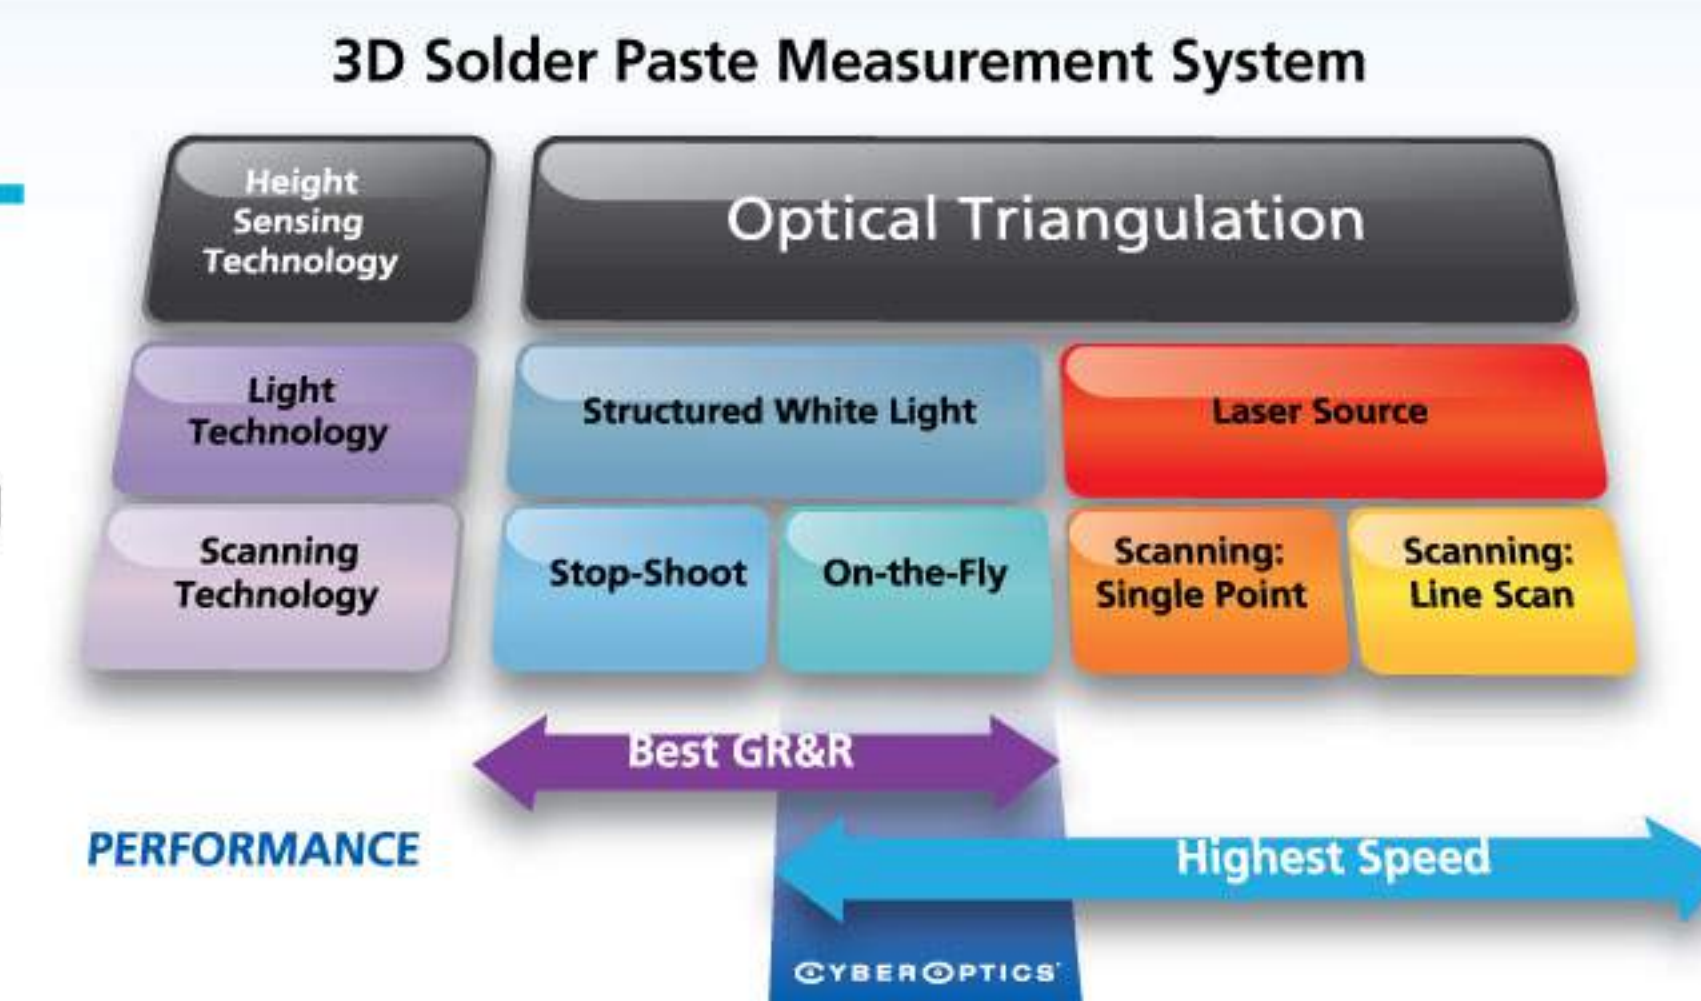 3D Solder Paste Measurement System
Height
Sensing
Technology
Optical Triangulation
Light
Technology
Structured White Light
Laser Source
Scanning
Technology
Stop-Shoot
On-the-Fly
Scanning:
Single Point
Scanning:
Line Scan
Best GR&R
PERFORMANCE
Highest Speed
CYBEROPTICS